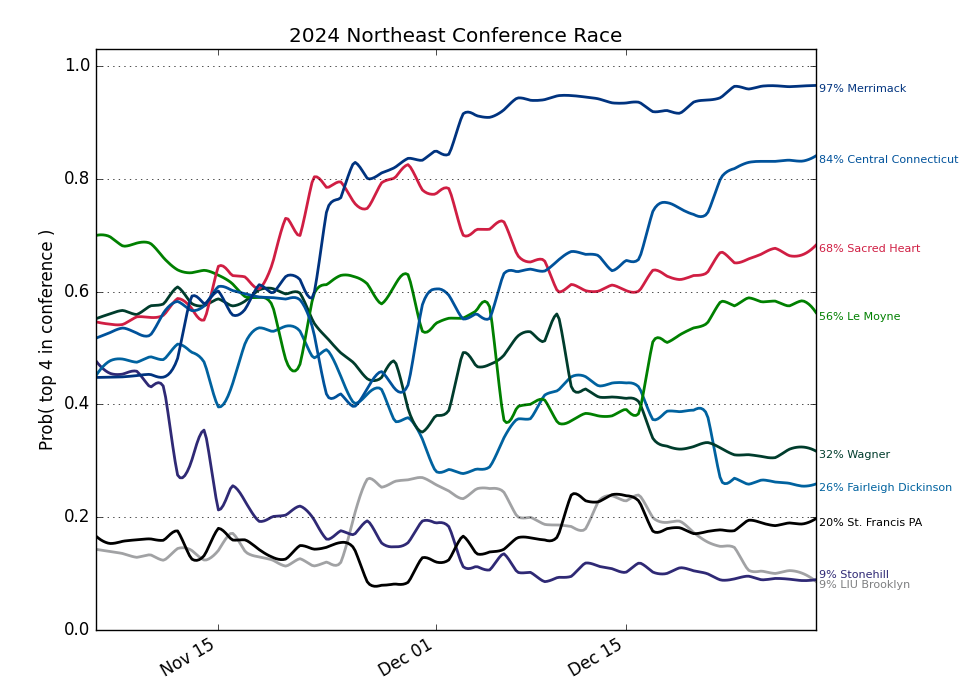 2024 Northeast Conference Race
Prob( top 4 in conference )
1.0
0.8
0.6
0.4
0.2
0.0
Nov 15
Dec 01
Dec 15
97% Merrimack
84% Central Connecticut
68% Sacred Heart
56% Le Moyne
32% Wagner
26% Fairleigh Dickinson
20% St. Francis PA
9% Stonehill
9% LIU Brooklyn